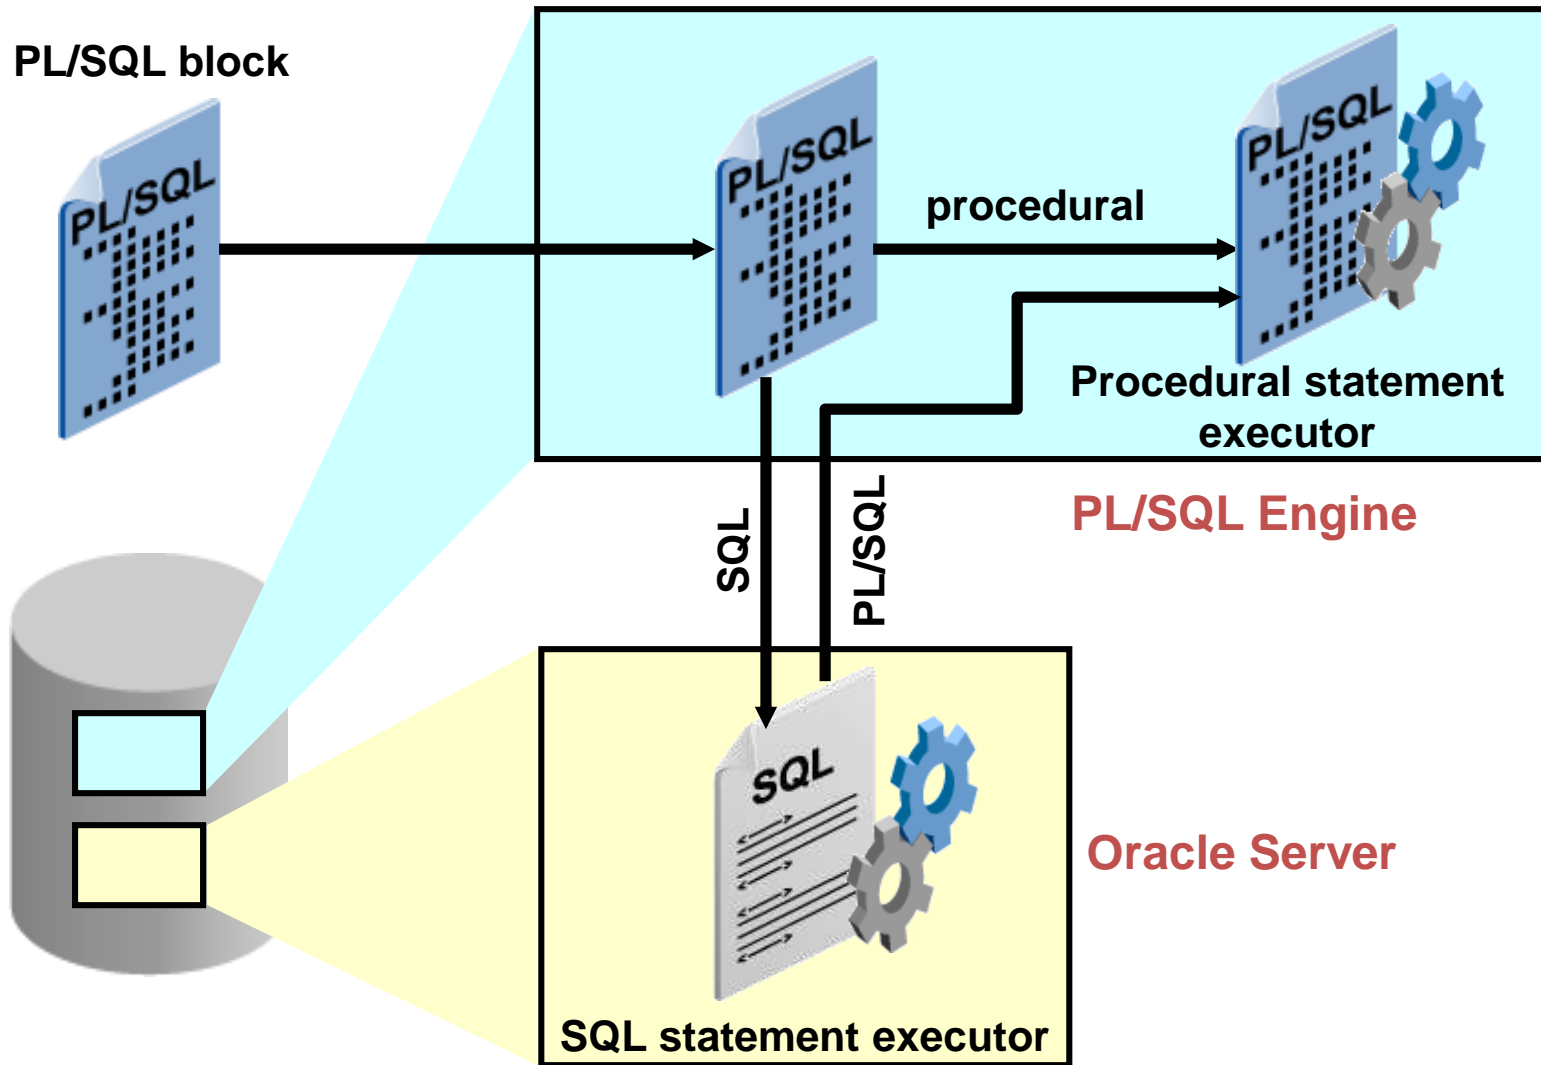 PL/SQL block
PL/SQL
PL/SQL
PL/SQL
procedural
Procedural statement
executor
SQL
PL/SQL
PL/SQL Engine
SQL
Oracle Server
SQL statement executor